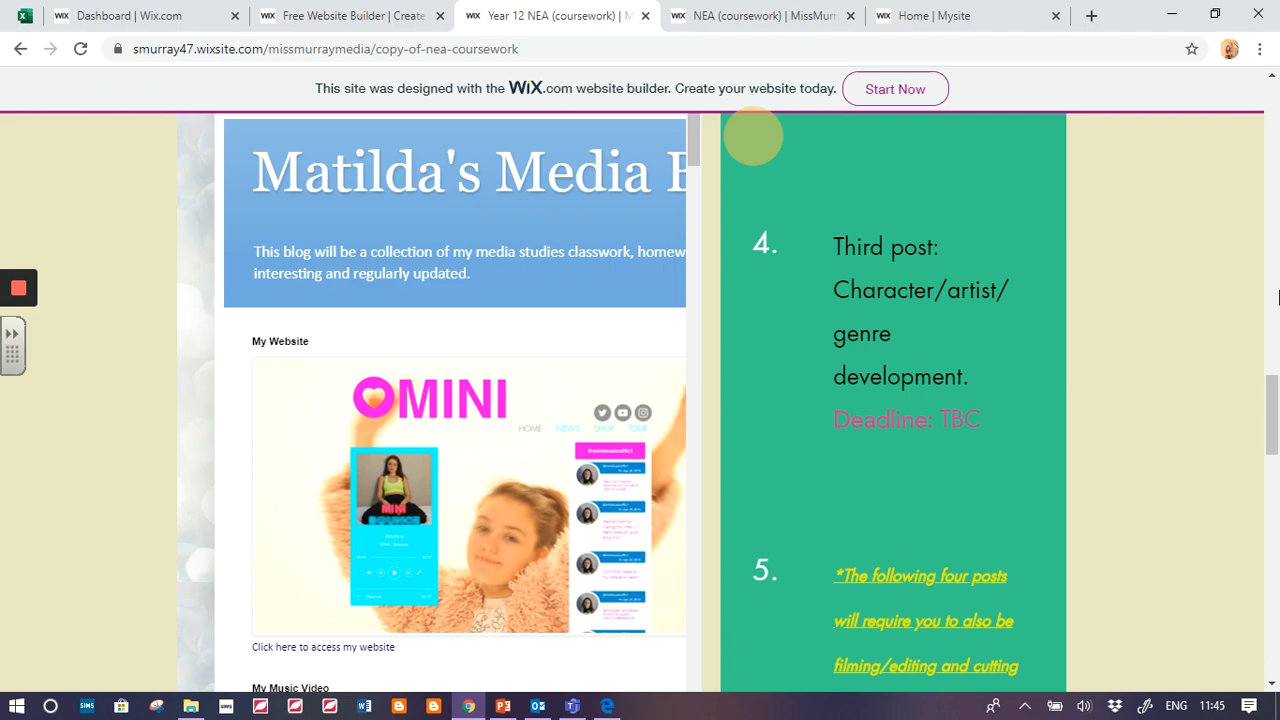 Dashboard | Wix.com
Free Website Builder | Create
Year 12 NEA (coursework) | M
NEA (coursework) | MissMurr
Home | Mysite
smurray47.wixsite.com/missmurraymedia/copy-of-nea-coursework
This site was designed with the WiX.com website builder. Create your website today.
Start Now
Matilda's Media B
This blog will be a collection of my media studies classwork, homew
interesting and regularly updated.
My Website
MINI
HOME NEWS SHOP TOUR
Click here to access my website
My Music Video
4. Third post:
Character/artist/
genre
development.
Deadline: TBC
5. *The following four posts
will require you to also be
filming/editing and cutting
ENG 11:45